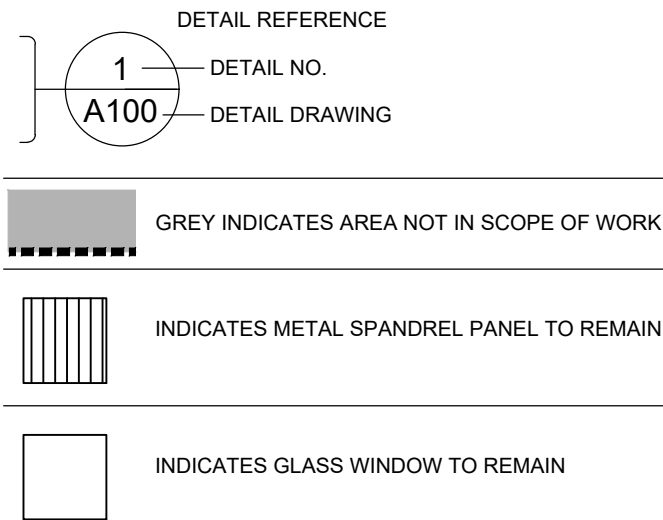 DETAIL REFERENCE
1
DETAIL NO.
A100
DETAIL DRAWING
GREY INDICATES AREA NOT IN SCOPE OF WORK
INDICATES METAL SPANDREL PANEL TO REMAIN
INDICATES GLASS WINDOW TO REMAIN